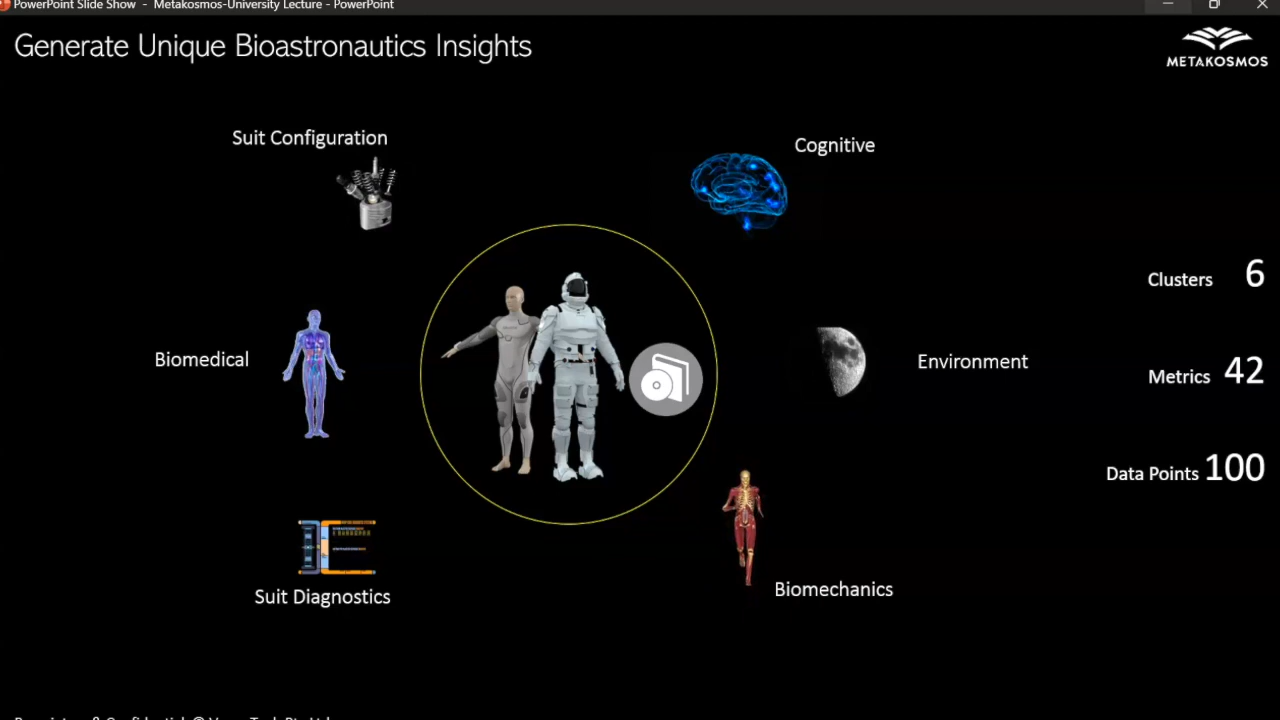 PowerPoint Slide Show - Metakosmos-University Lecture - PowerPoint
Generate Unique Bioastronautics Insights
METAKOSMOS
Suit Configuration
Cognitive
Clusters 6
Biomedical
Environment
Metrics 42
Data Points 100
Suit Diagnostics
Biomechanics